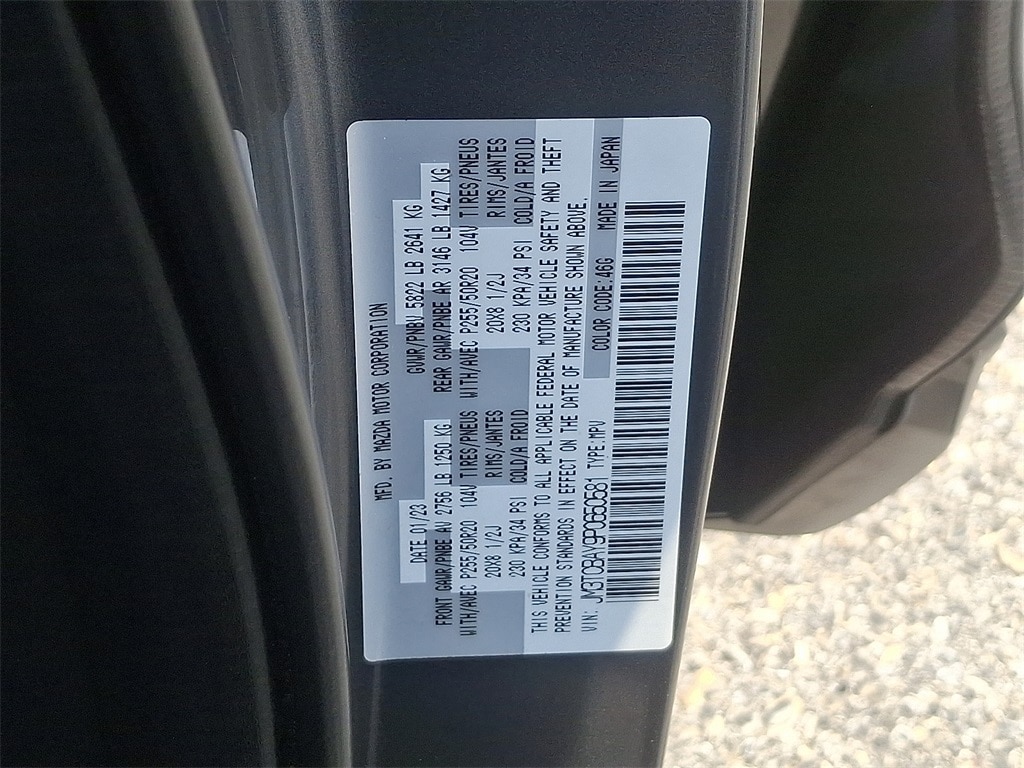 MFD. BY MAZDA MOTOR CORPORATION
DATE 01/23 GVWR/PNBV 5822 LB 2641 KG
FRONT GAWR/PNBE AV 2756 LB 1250 KG REAR GAWR/PNBE AR 3146 LB 1427 KG
WITH/AVEC P255/50R20 104V TIRES/PNEUS WITH/AVEC P255/50R20 104V TIRES/PNEUS
20X8 1/2J RIMS/JANTES 20X8 1/2J RIMS/JANTES
230 KPA/34 PSI COLD/A FROID 230 KPA/34 PSI COLD/A FROID
THIS VEHICLE CONFORMS TO ALL APPLICABLE FEDERAL MOTOR VEHICLE SAFETY AND THEFT
PREVENTION STANDARDS IN EFFECT ON THE DATE OF MANUFACTURE SHOWN ABOVE.
VIN: JM3TCBAY9P0650581 TYPE:MPV COLOR CODE:46G MADE IN JAPAN